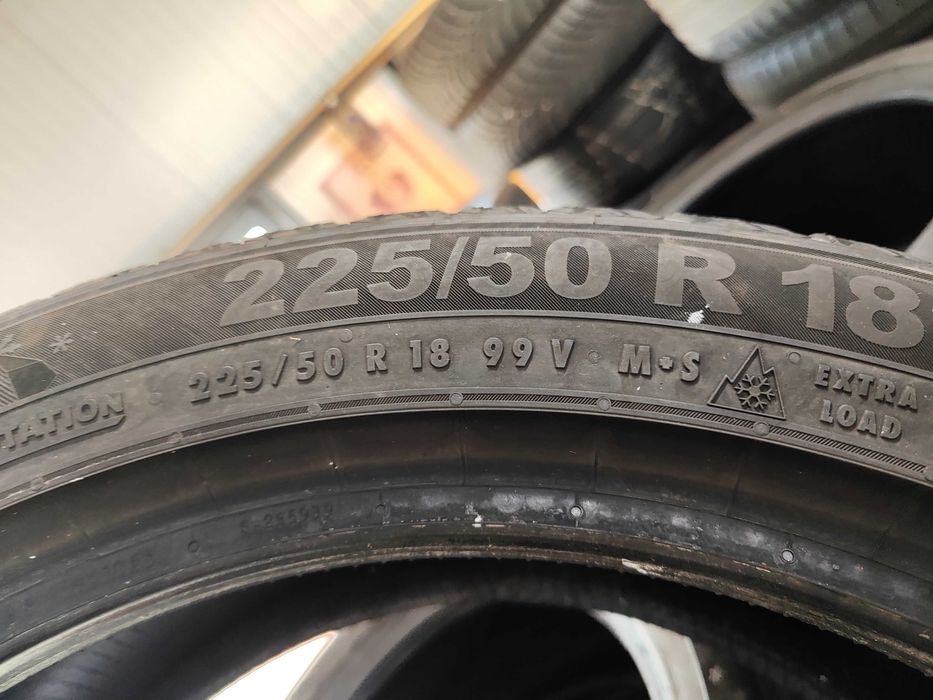 225/50 R 18
TATION 225/50 R 18 99 V M+S EXTRA
LOAD